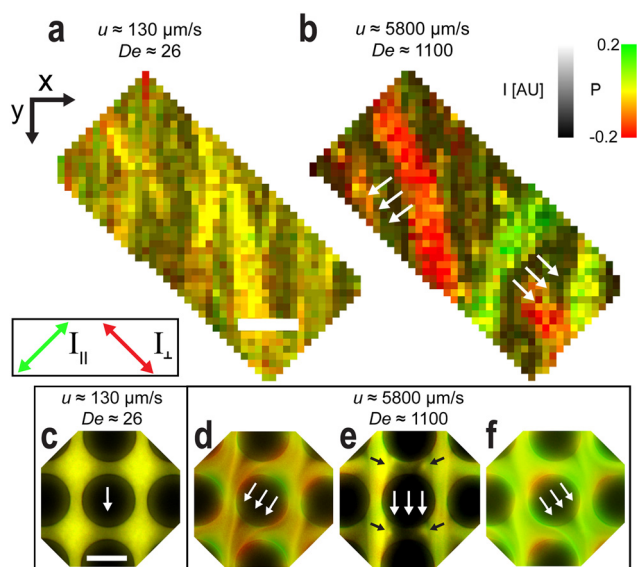 a
u ≈ 130 µm/s
De ≈ 26
b
u ≈ 5800 µm/s
De ≈ 1100
x
y
I [AU]
P
0.2
-0.2
I||
I⊥
u ≈ 130 µm/s
De ≈ 26
u ≈ 5800 µm/s
De ≈ 1100
c
d
e
f